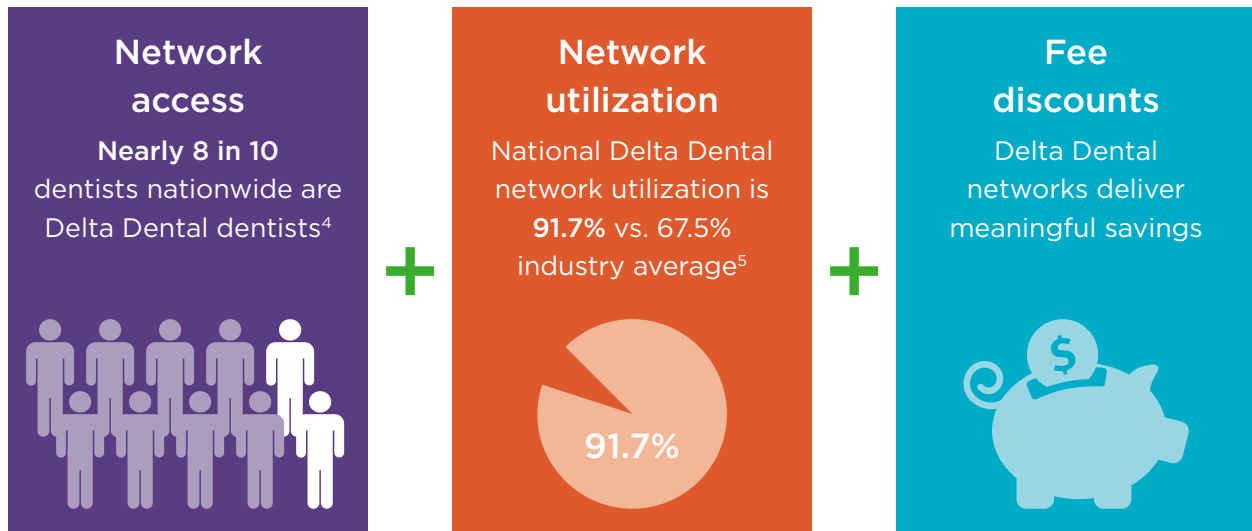 Network
access
Nearly 8 in 10
dentists nationwide are
Delta Dental dentists⁴
+
Network
utilization
National Delta Dental
network utilization is
91.7% vs. 67.5%
industry average⁵
91.7%
+
Fee
discounts
Delta Dental
networks deliver
meaningful savings
$